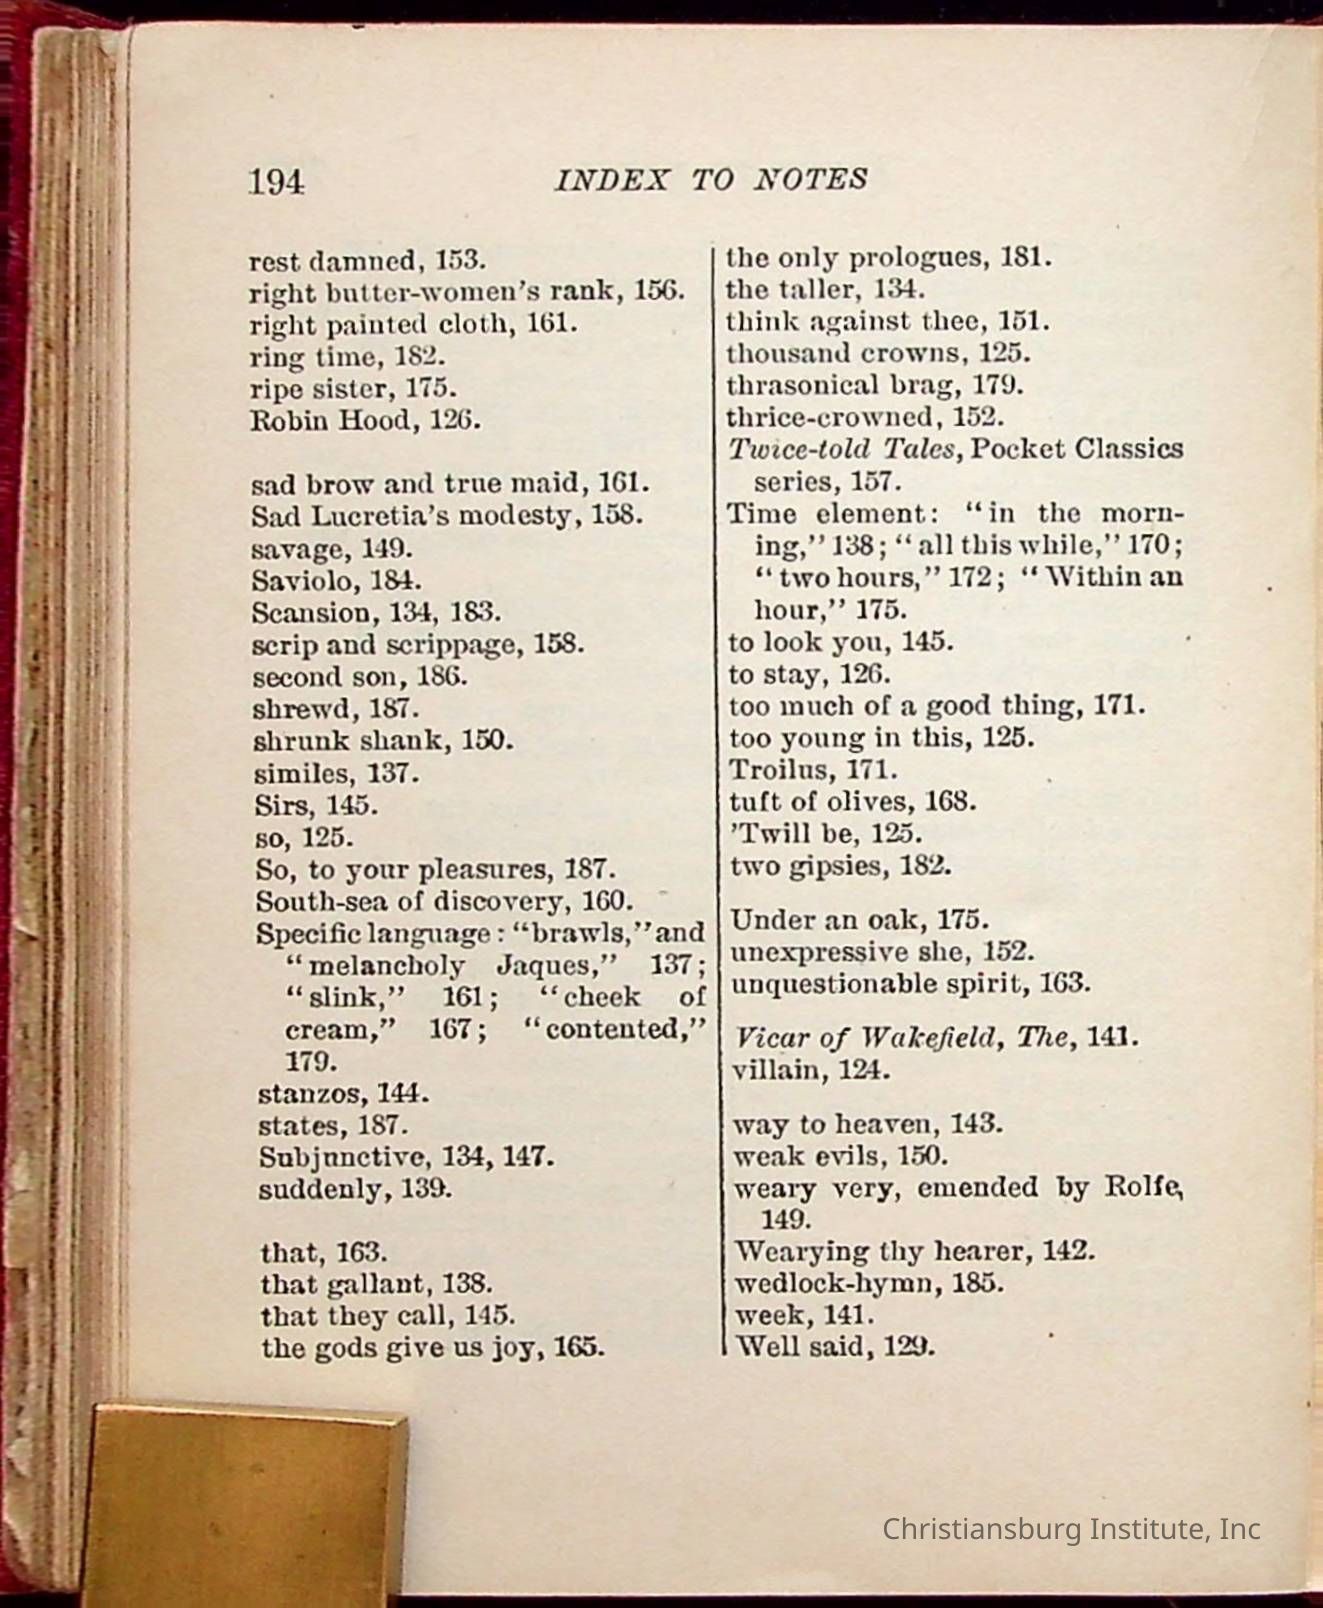 194
INDEX TO NOTES
rest damned, 153.
right butter-women's rank, 156.
right painted cloth, 161.
ring time, 182.
ripe sister, 175.
Robin Hood, 126.
sad brow and true maid, 161.
Sad Lucretia's modesty, 158.
savage, 149.
Saviolo, 184.
Scansion, 134, 183.
scrip and scrippage, 158.
second son, 186.
shrewd, 187.
shrunk shank, 150.
similes, 137.
Sirs, 145.
so, 125.
So, to your pleasures, 187.
South-sea of discovery, 160.
Specific language: "brawls," and
"melancholy Jaques," 137;
"slink," 161; "cheek of
cream," 167; "contented,"
179.
stanzos, 144.
states, 187.
Subjunctive, 134, 147.
suddenly, 139.
that, 163.
that gallant, 138.
that they call, 145.
the gods give us joy, 165.
the only prologues, 181.
the taller, 134.
think against thee, 151.
thousand crowns, 125.
thrasonical brag, 179.
thrice-crowned, 152.
Twice-told Tales, Pocket Classics
series, 157.
Time element: "in the morn-
ing," 138; "all this while," 170;
"two hours," 172; "Within an
hour," 175.
to look you, 145.
to stay, 126.
too much of a good thing, 171.
too young in this, 125.
Troilus, 171.
tuft of olives, 168.
'Twill be, 125.
two gipsies, 182.
Under an oak, 175.
unexpressive she, 152.
unquestionable spirit, 163.
Vicar of Wakefield, The, 141.
villain, 124.
way to heaven, 143.
weak evils, 150.
weary very, emended by Rolfe,
149.
Wearying thy hearer, 142.
wedlock-hymn, 185.
week, 141.
Well said, 129.
Christiansburg Institute, Inc